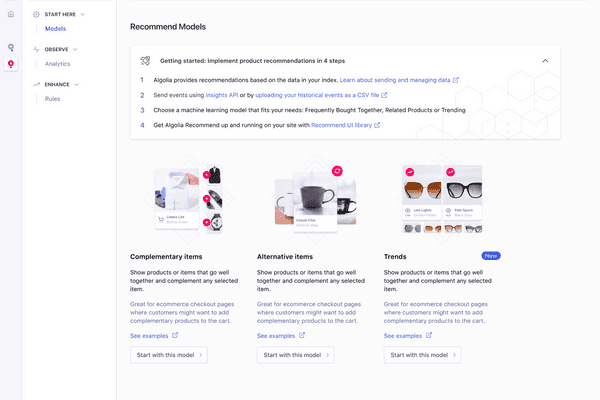 START HERE
Models
OBSERVE
Analytics
ENHANCE
Rules
Recommend Models
Getting started: Implement product recommendations in 4 steps
1 Algolia provides recommendations based on the data in your index. Learn about sending and managing data
2 Send events using Insights API or by uploading your historical events as a CSV file
3 Choose a machine learning model that fits your needs: Frequently Bought Together, Related Products or Trending
4 Get Algolia Recommend up and running on your site with Recommend UI library
Complementary items
Show products or items that go well
together and complement any selected
item.
Great for ecommerce checkout pages
where customers might want to add
complementary products to the cart.
See examples
Start with this model
Alternative items
Show products or items that go well
together and complement any selected
item.
Great for ecommerce checkout pages
where customers might want to add
complementary products to the cart.
See examples
Start with this model
Trends
New
Show products or items that go well
together and complement any selected
item.
Great for ecommerce checkout pages
where customers might want to add
complementary products to the cart.
See examples
Start with this model